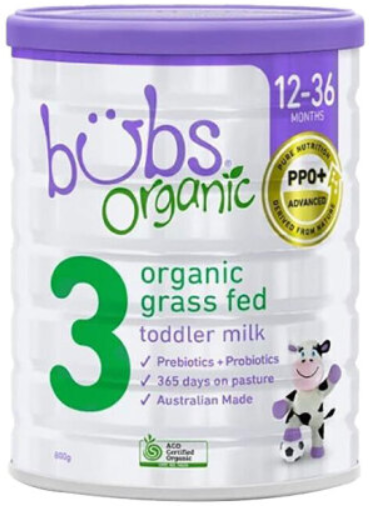 12-36
MONTHS
bubs
organic
PURE NUTRITION
PPO+
ADVANCED
DERIVED FROM NATURE
3
organic
grass fed
toddler milk
✓ Prebiotics + Probiotics
✓ 365 days on pasture
✓ Australian Made
ACO
Certified
Organic
800g